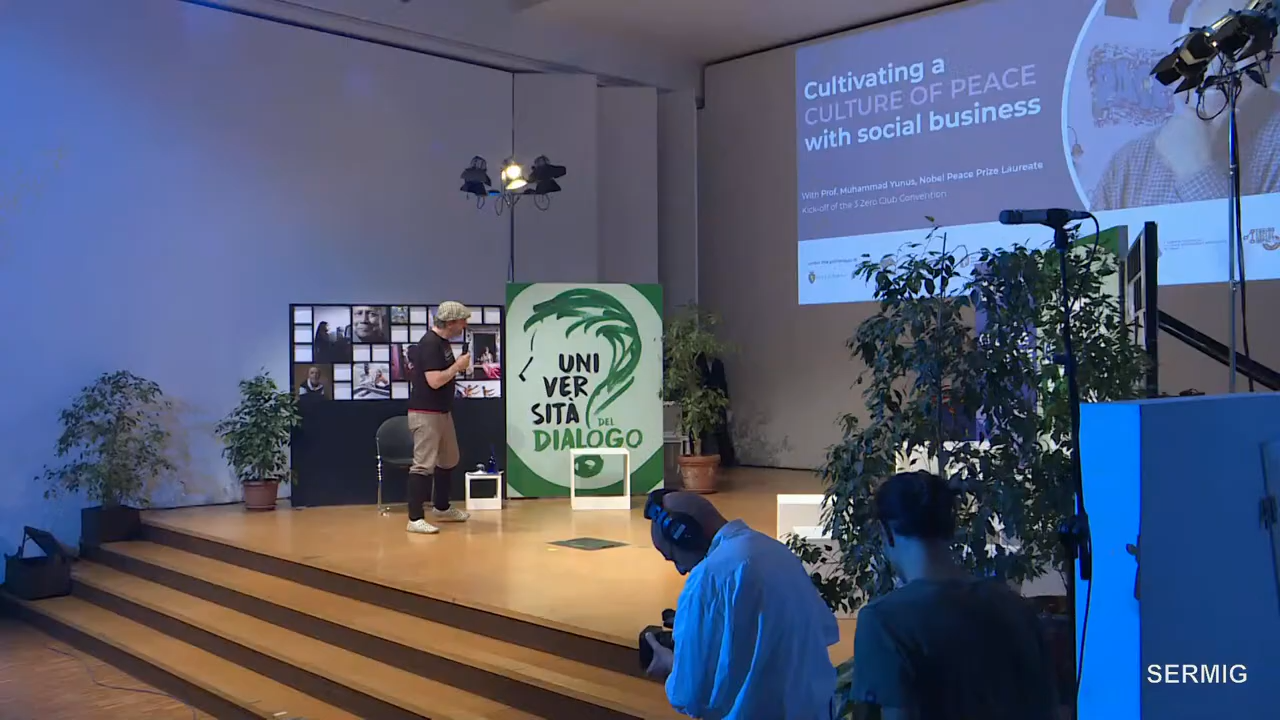 Cultivating a
CULTURE OF PEACE
with social business
With Prof. Muhammad Yunus, Nobel Peace Prize Laureate
Kick-off of the 3 Zero Club Convention
UNI
VER
SITÀ
DEL
DIALOGO
SERMIG